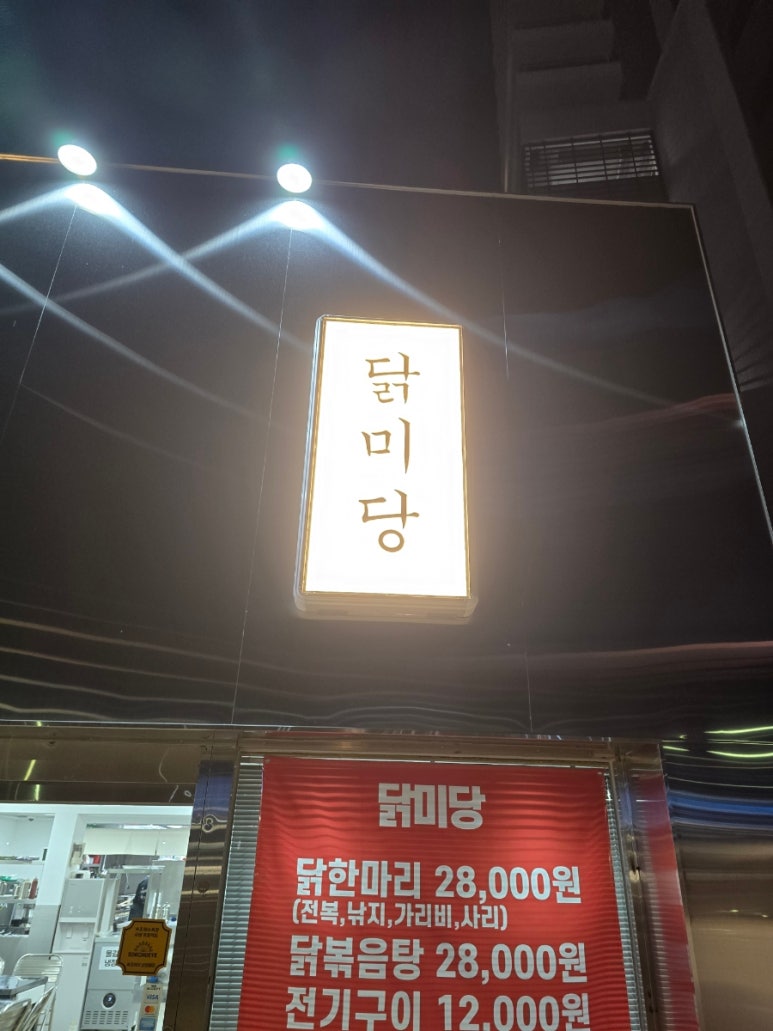 닭
미
당
닭미당
닭한마리 28,000원
(전복,낚지,가리비,사리)
닭볶음탕 28,000원
전기구이 12,000원
VISA